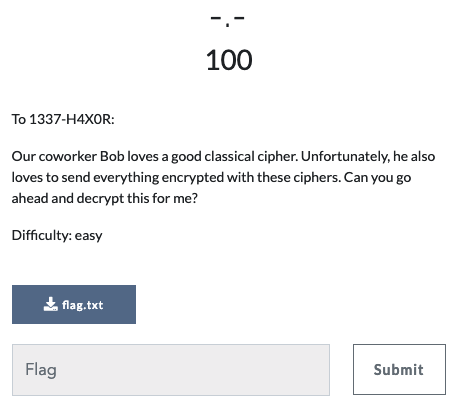 -.-
100
To 1337-H4X0R:
Our coworker Bob loves a good classical cipher. Unfortunately, he also
loves to send everything encrypted with these ciphers. Can you go
ahead and decrypt this for me?
Difficulty: easy
flag.txt
Flag
Submit